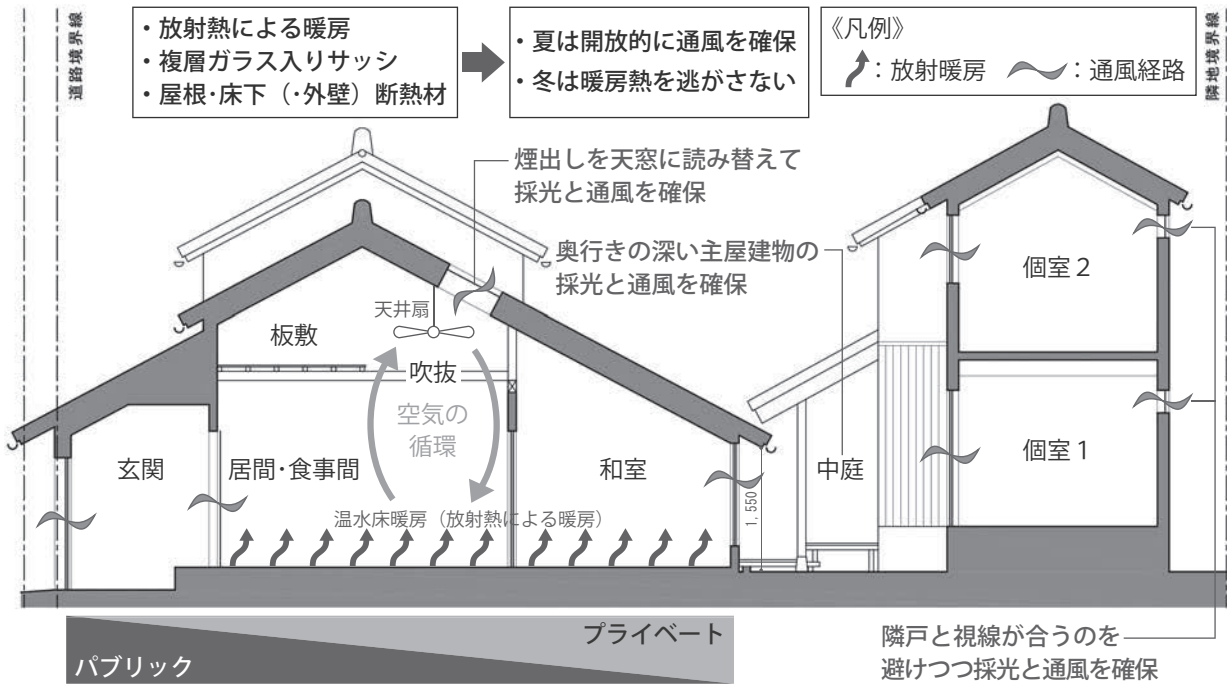 道路境界線
・放射熱による暖房
・複層ガラス入りサッシ
・屋根・床下（・外壁）断熱材
・夏は開放的に通風を確保
・冬は暖房熱を逃がさない
《凡例》
：放射暖房
：通風経路
隣地境界線
煙出しを天窓に読み替えて
採光と通風を確保
奥行きの深い主屋建物の
採光と通風を確保
天井扇
板敷
吹抜
空気の
循環
個室２
玄関
居間・食事間
和室
中庭
個室１
1,550
温水床暖房（放射熱による暖房）
プライベート
パブリック
隣戸と視線が合うのを
避けつつ採光と通風を確保